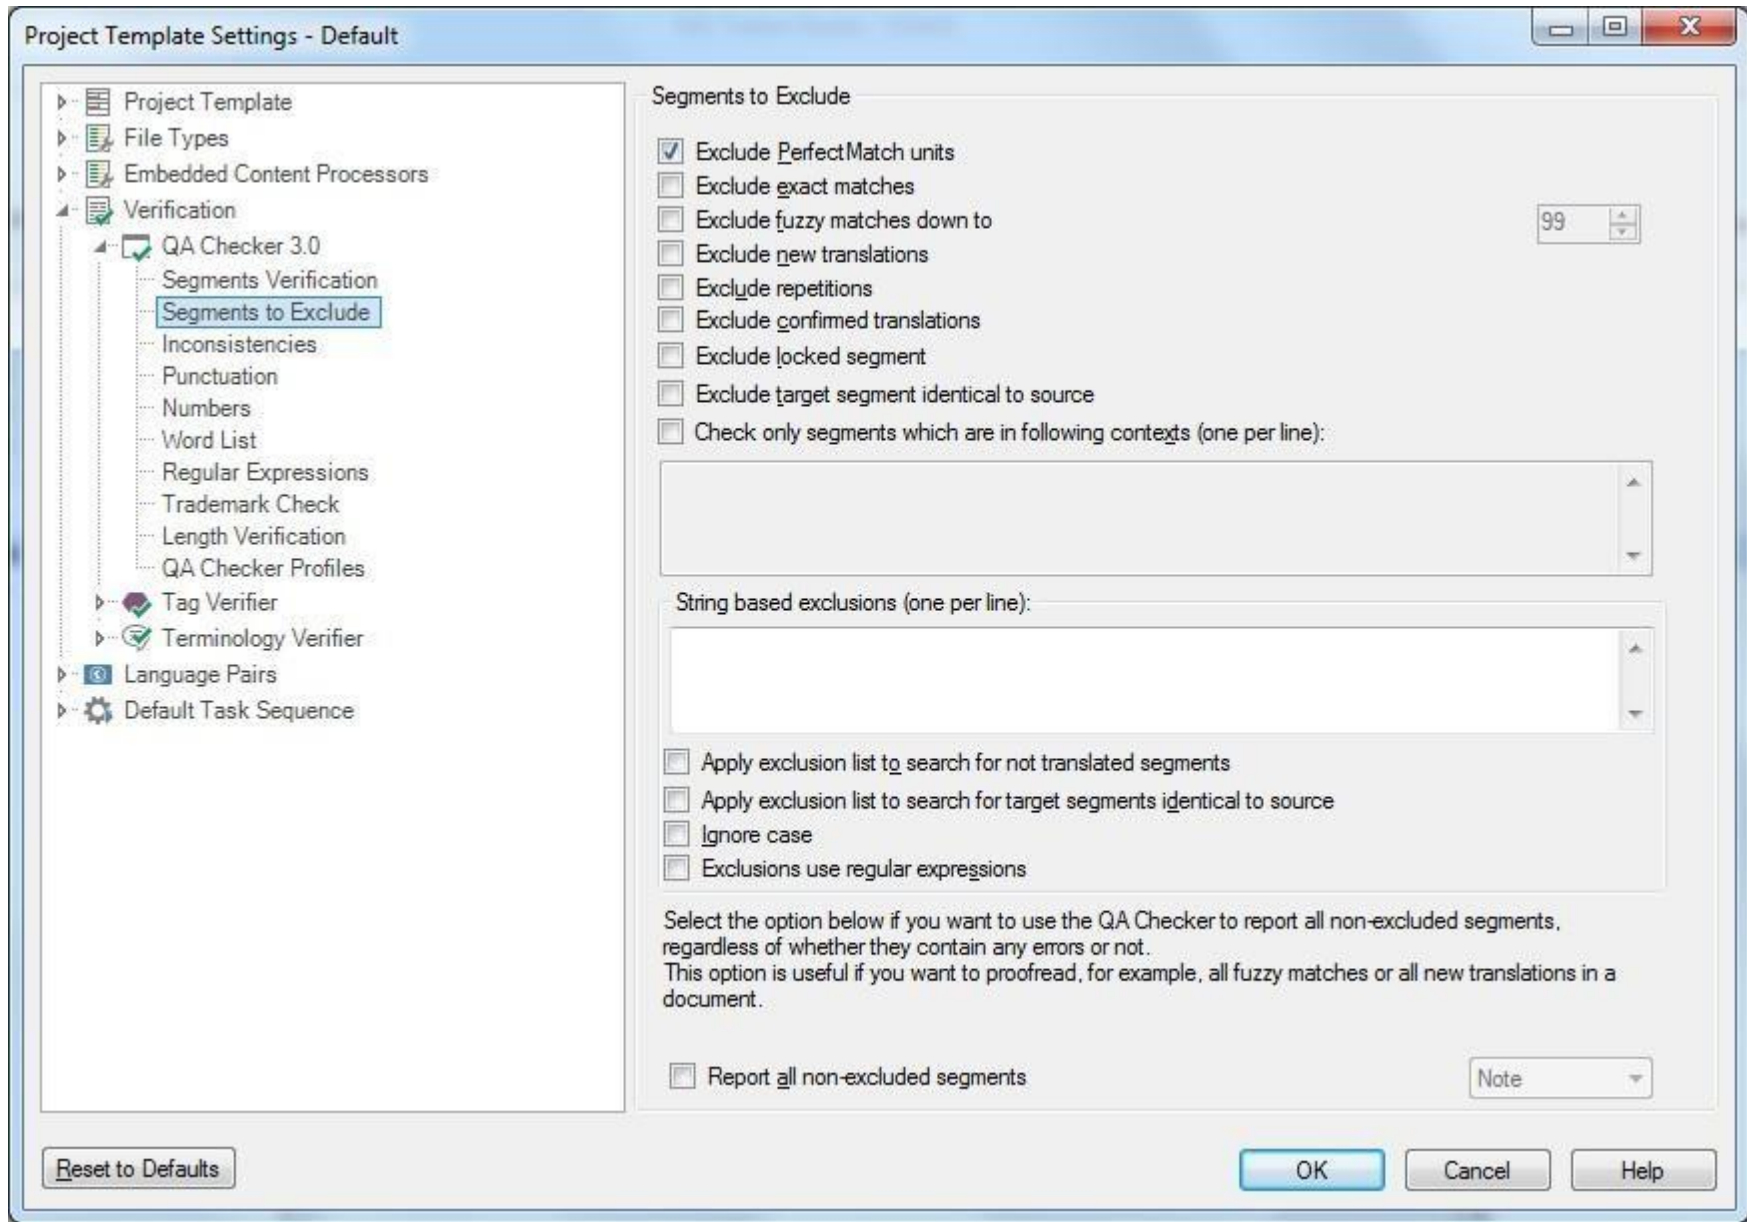 Project Template Settings - Default
Project Template
File Types
Embedded Content Processors
Verification
QA Checker 3.0
Segments Verification
Segments to Exclude
Inconsistencies
Punctuation
Numbers
Word List
Regular Expressions
Trademark Check
Length Verification
QA Checker Profiles
Tag Verifier
Terminology Verifier
Language Pairs
Default Task Sequence
Segments to Exclude
Exclude PerfectMatch units
Exclude exact matches
Exclude fuzzy matches down to 99
Exclude new translations
Exclude repetitions
Exclude confirmed translations
Exclude locked segment
Exclude target segment identical to source
Check only segments which are in following contexts (one per line):
String based exclusions (one per line):
Apply exclusion list to search for not translated segments
Apply exclusion list to search for target segments identical to source
Ignore case
Exclusions use regular expressions
Select the option below if you want to use the QA Checker to report all non-excluded segments,
regardless of whether they contain any errors or not.
This option is useful if you want to proofread, for example, all fuzzy matches or all new translations in a
document.
Report all non-excluded segments Note
Reset to Defaults OK Cancel Help